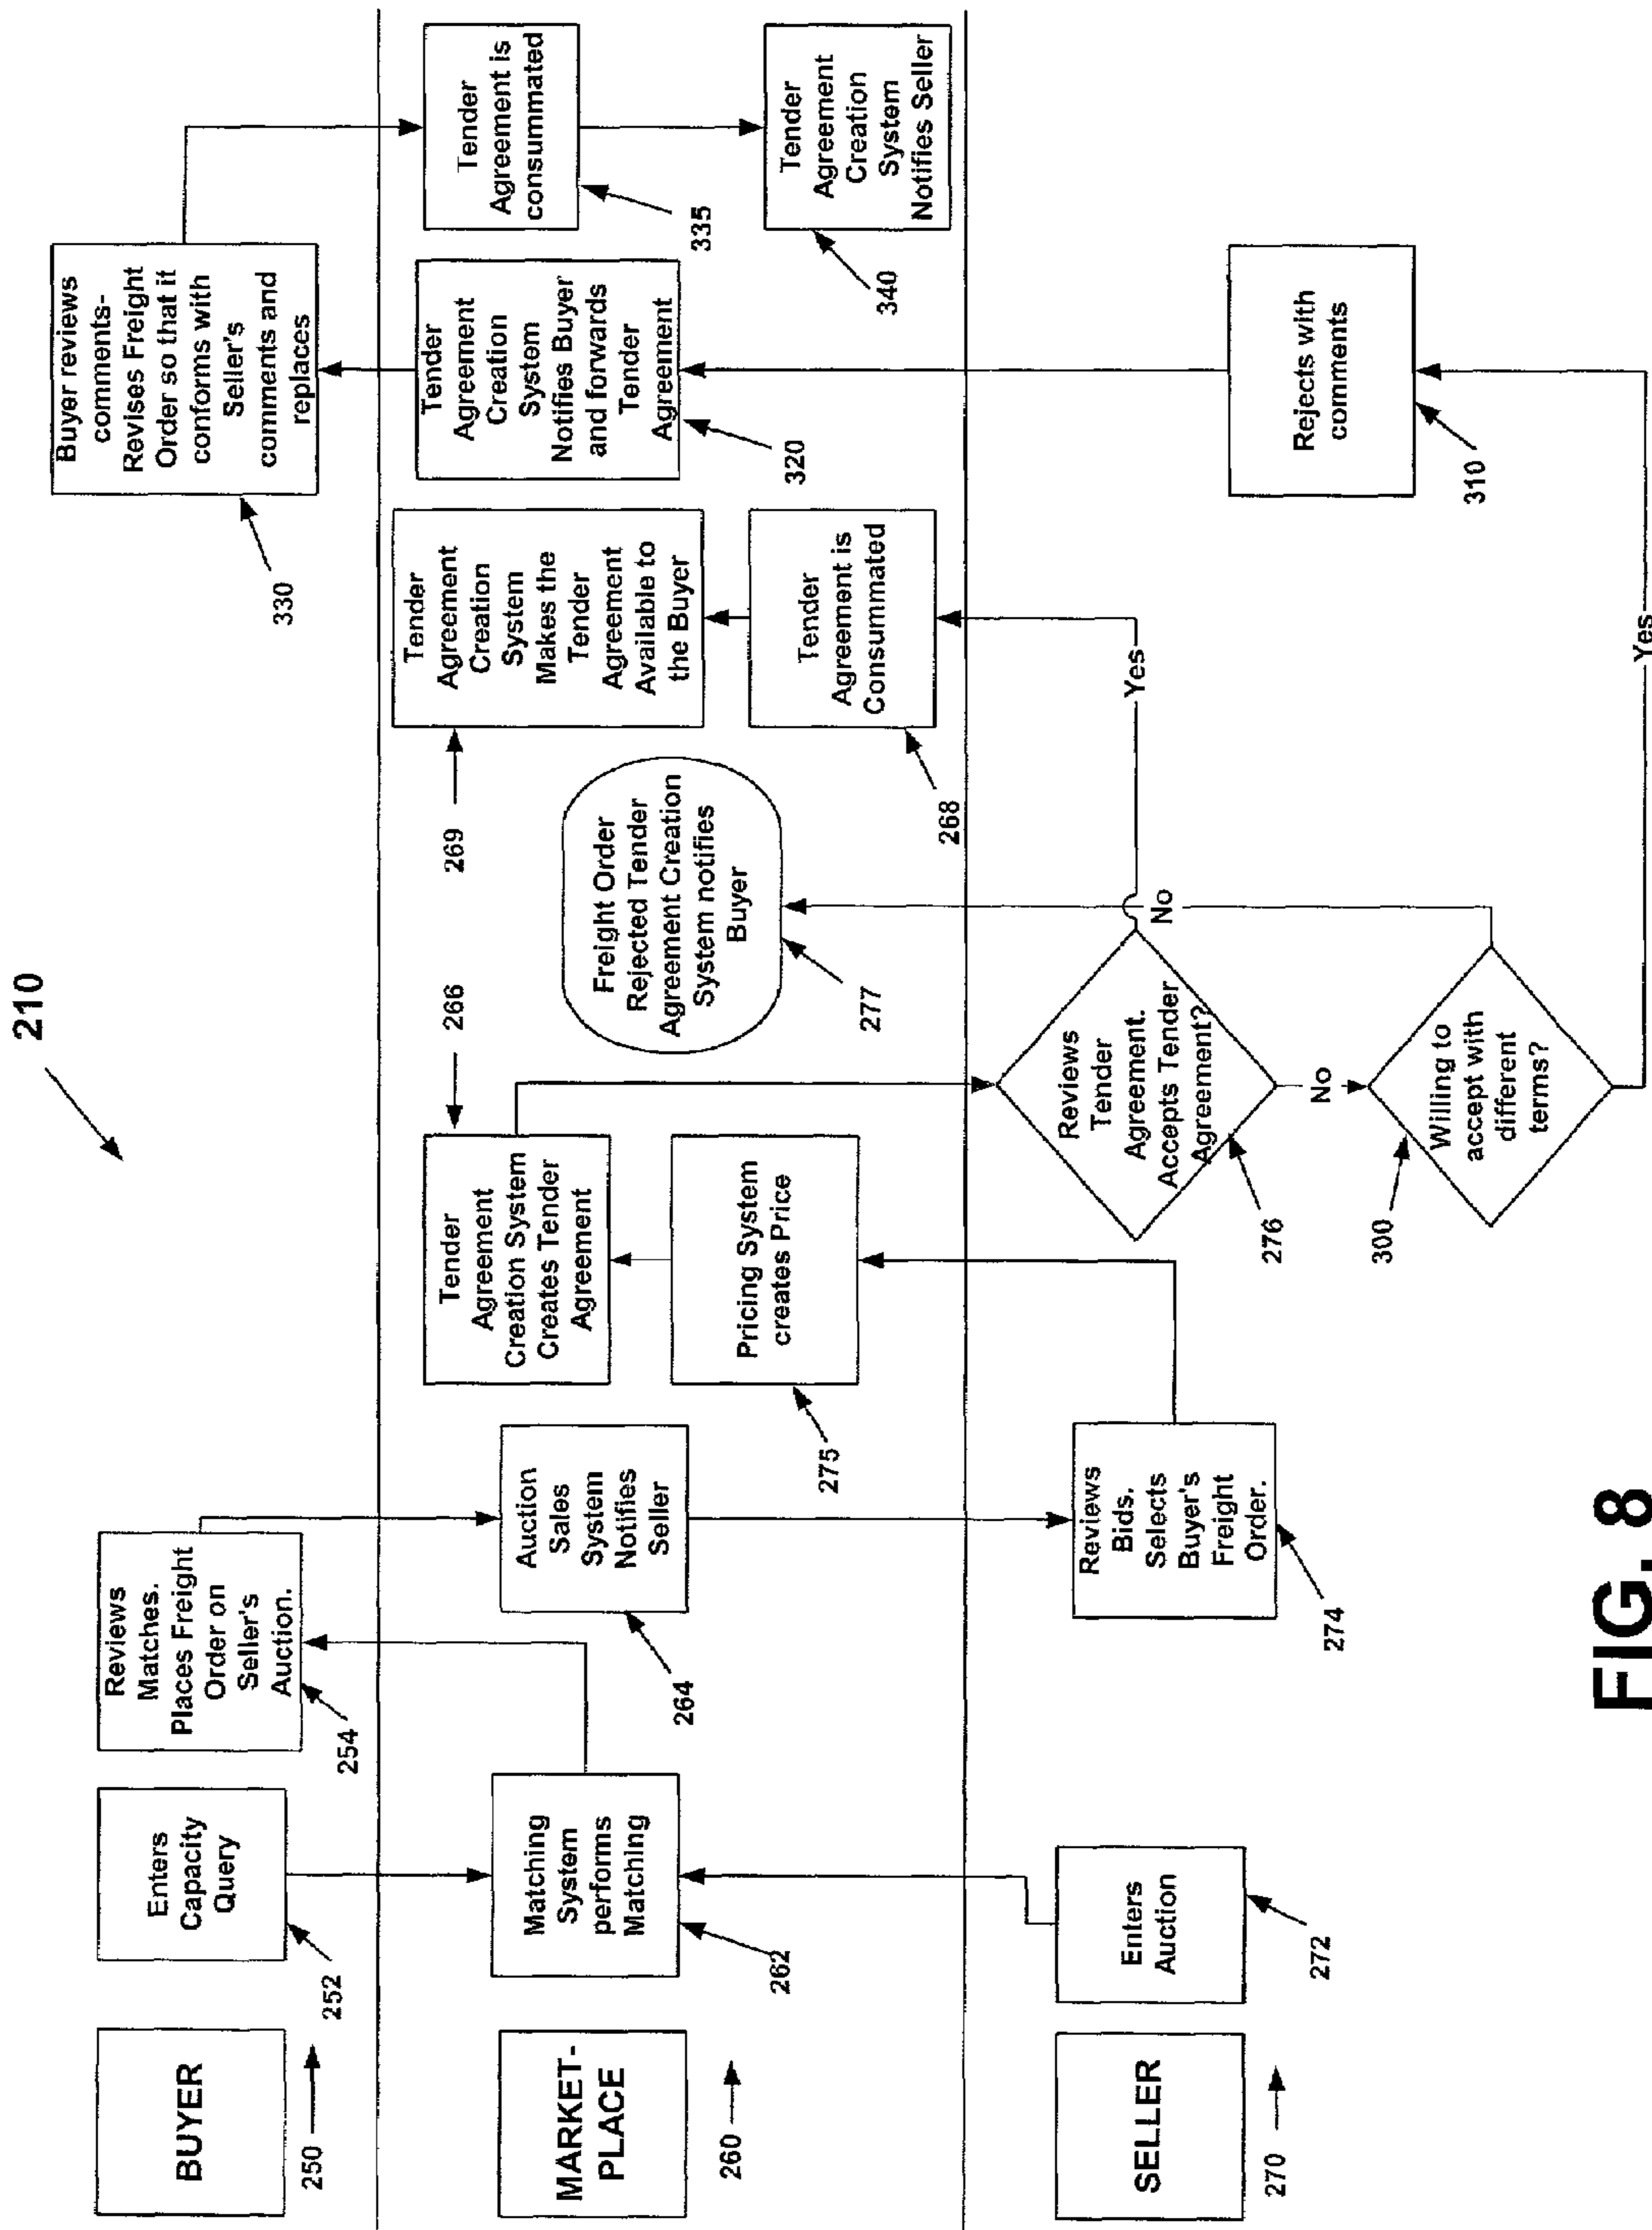 210
BUYER
250
Enters
Capacity
Query
252
Reviews
Matches.
Places Freight
Order on
Seller's
Auction.
254
Buyer reviews
comments-
Revises Freight
Order so that it
conforms with
Seller's
comments and
replaces
330
MARKET-
PLACE
260
Matching
System
performs
Matching
262
Auction
Sales
System
Notifies
Seller
264
Tender
Agreement
Creation System
Creates Tender
Agreement
266
Pricing System
creates Price
275
Freight Order
Rejected Tender
Agreement Creation
System notifies
Buyer
277
Tender
Agreement
Creation
System
Makes the
Tender
Agreement
Available to
the Buyer
269
Tender
Agreement is
Consummated
268
Tender
Agreement
Creation
System
Notifies Buyer
and forwards
Tender
Agreement
320
Tender
Agreement is
consummated
335
Tender
Agreement
Creation
System
Notifies Seller
340
SELLER
270
Enters
Auction
272
Reviews
Bids.
Selects
Buyer's
Freight
Order.
274
Reviews
Tender
Agreement.
Accepts Tender
Agreement?
276
Yes
No
No
Willing to
accept with
different
terms?
300
Yes
Rejects with
comments
310
FIG. 8